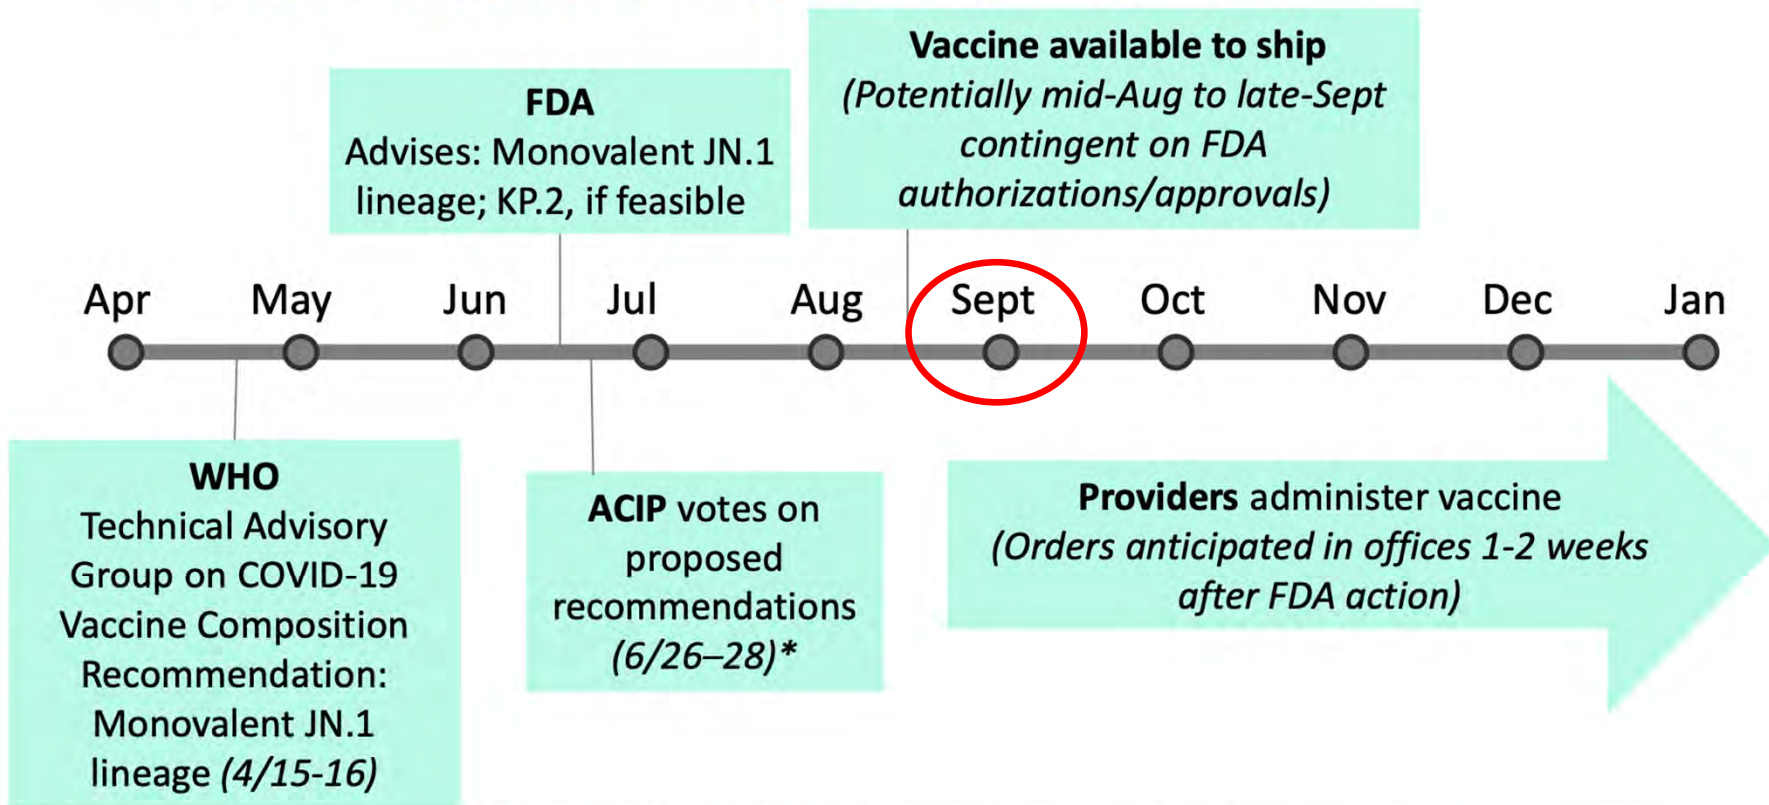 Vaccine available to ship
(Potentially mid-Aug to late-Sept
contingent on FDA
authorizations/approvals)
FDA
Advises: Monovalent JN.1
lineage; KP.2, if feasible
Apr May Jun Jul Aug Sept Oct Nov Dec Jan
WHO
Technical Advisory
Group on COVID-19
Vaccine Composition
Recommendation:
Monovalent JN.1
lineage (4/15-16)
ACIP votes on
proposed
recommendations
(6/26–28)*
Providers administer vaccine
(Orders anticipated in offices 1-2 weeks
after FDA action)